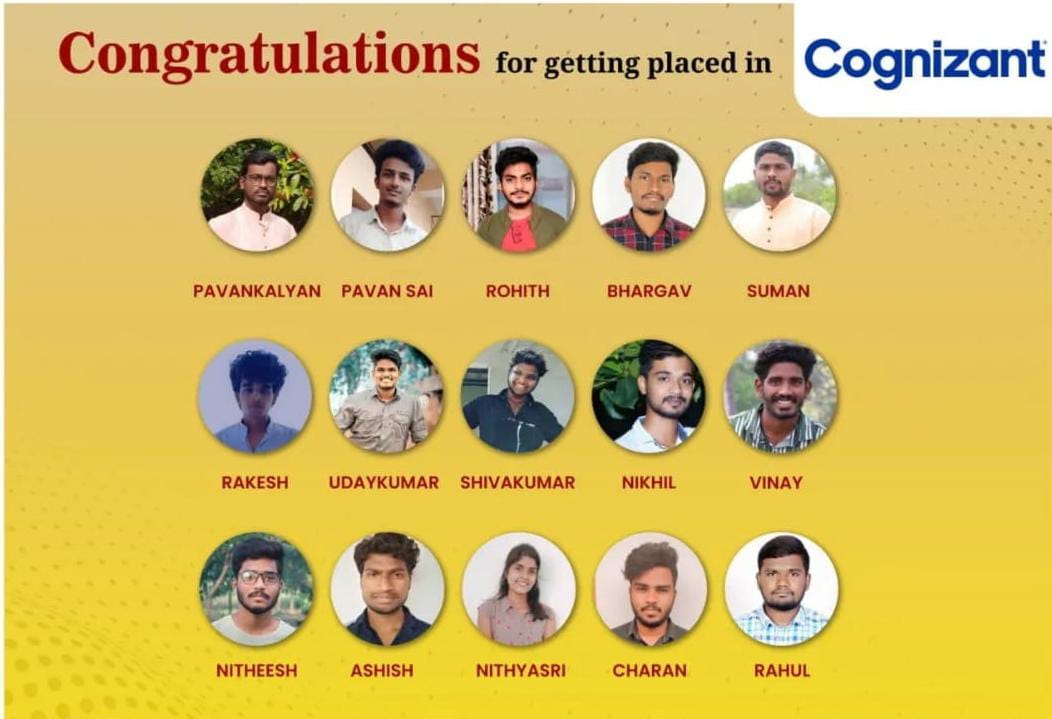 Congratulations for getting placed in Cognizant
PAVANKALYAN PAVAN SAI ROHITH BHARGAV SUMAN
RAKESH UDAYKUMAR SHIVAKUMAR NIKHIL VINAY
NITHEESH ASHISH NITHYASRI CHARAN RAHUL